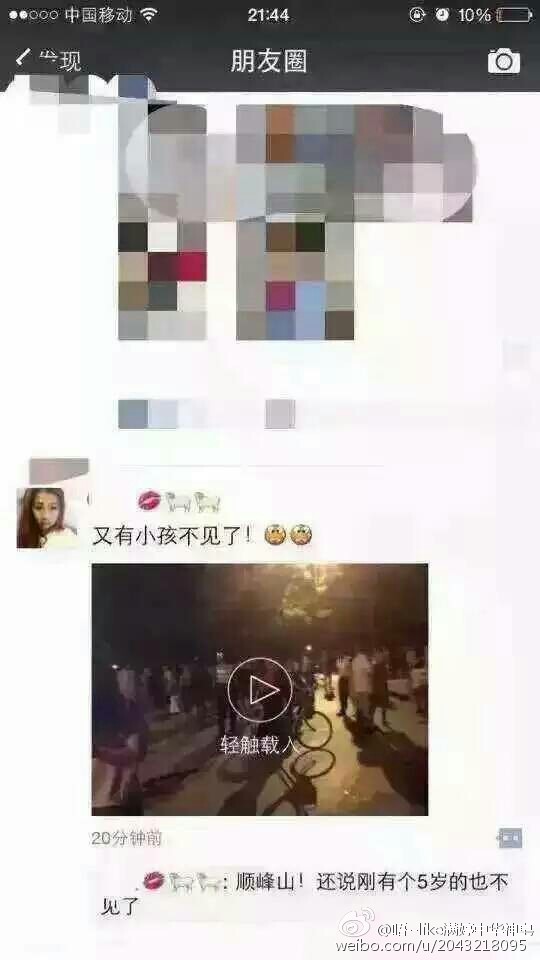 中国移动
21:44
10%
发现
朋友圈
又有小孩不见了！
轻触载入
20分钟前
: 顺峰山！还说刚有个5岁的也不
见了
weibo.com/u/2043218095